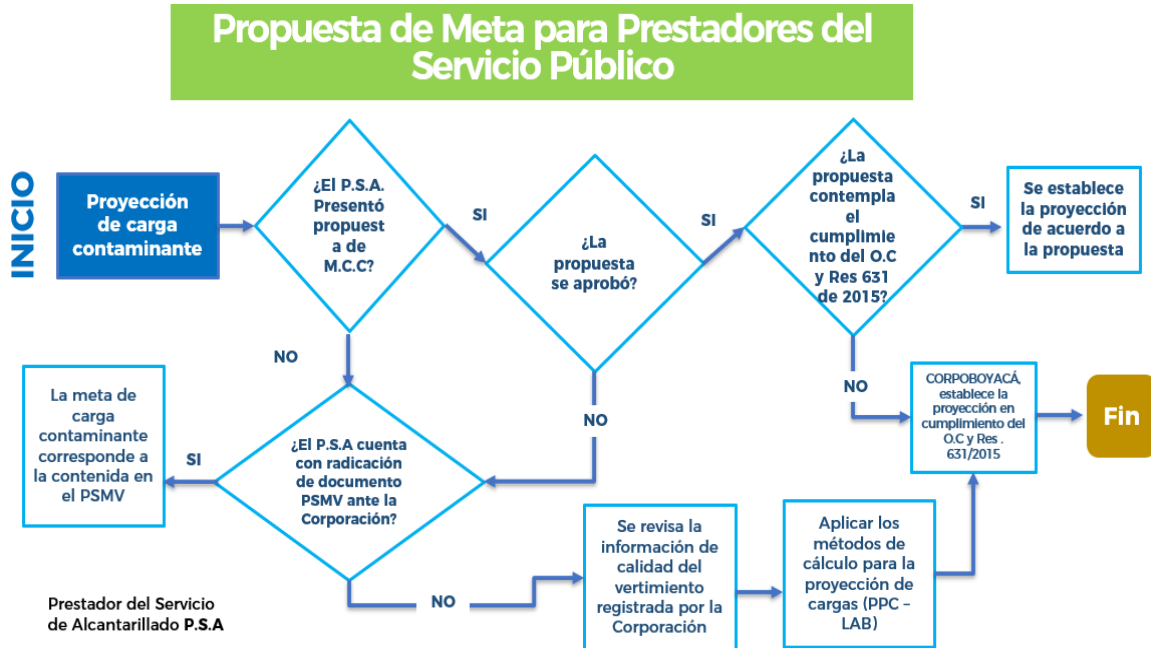 Propuesta de Meta para Prestadores del
Servicio Público
INICIO
Proyección
de carga
contaminante
¿El P.S.A.
Presentó
propues
ta de
M.C.C?
SI
¿La
propuesta
se aprobó?
SI
¿La
propuesta
contempla
el
cumplimie
nto del O.C
y Res 631
de 2015?
SI
Se establece
la proyección
de acuerdo a
la propuesta
NO
NO
NO
La meta de
carga
contaminante
corresponde a
la contenida en
el PSMV
SI
¿El P.S.A cuenta
con radicación
de documento
PSMV ante la
Corporación?
CORPOBOYACÁ,
establece la
proyección en
cumplimiento del
O.C y Res .
631/2015
Fin
NO
Se revisa la
información de
calidad del
vertimiento
registrada por la
Corporación
Aplicar los
métodos de
cálculo para la
proyección de
cargas (PPC –
LAB)
Prestador del Servicio
de Alcantarillado P.S.A